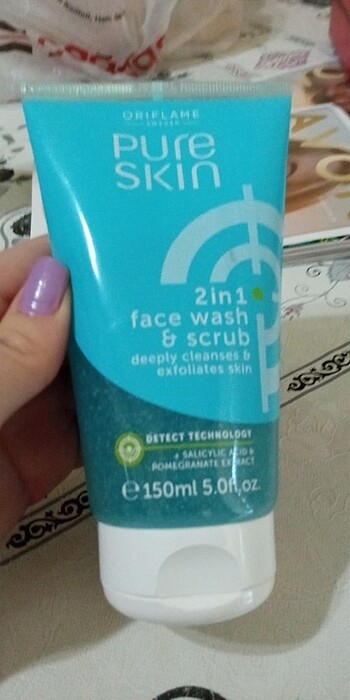 ORIFLAME
SWEDEN
PURE
SKIN
2in1
face wash
& scrub
deeply cleanses &
exfoliates skin
DETECT TECHNOLOGY
+ SALICYLIC ACID &
POMEGRANATE EXTRACT
℮150ml 5.0fl.oz.
AVON